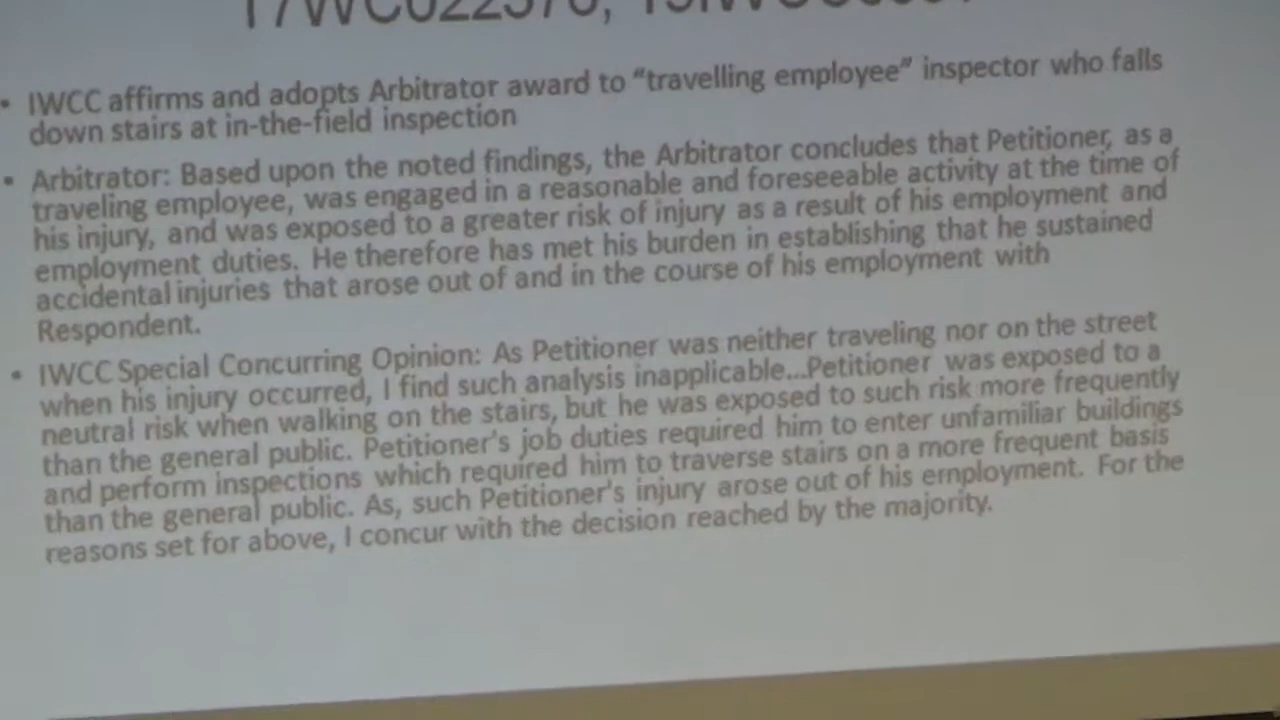 • IWCC affirms and adopts Arbitrator award to “travelling employee” inspector who falls
down stairs at in-the-field inspection
• Arbitrator: Based upon the noted findings, the Arbitrator concludes that Petitioner, as a
traveling employee, was engaged in a reasonable and foreseeable activity at the time of
his injury, and was exposed to a greater risk of injury as a result of his employment and
employment duties. He therefore has met his burden in establishing that he sustained
accidental injuries that arose out of and in the course of his employment with
Respondent.
• IWCC Special Concurring Opinion: As Petitioner was neither traveling nor on the street
when his injury occurred, I find such analysis inapplicable...Petitioner was exposed to a
neutral risk when walking on the stairs, but he was exposed to such risk more frequently
than the general public. Petitioner's job duties required him to enter unfamiliar buildings
and perform inspections which required him to traverse stairs on a more frequent basis
than the general public. As, such Petitioner's injury arose out of his employment. For the
reasons set for above, I concur with the decision reached by the majority.